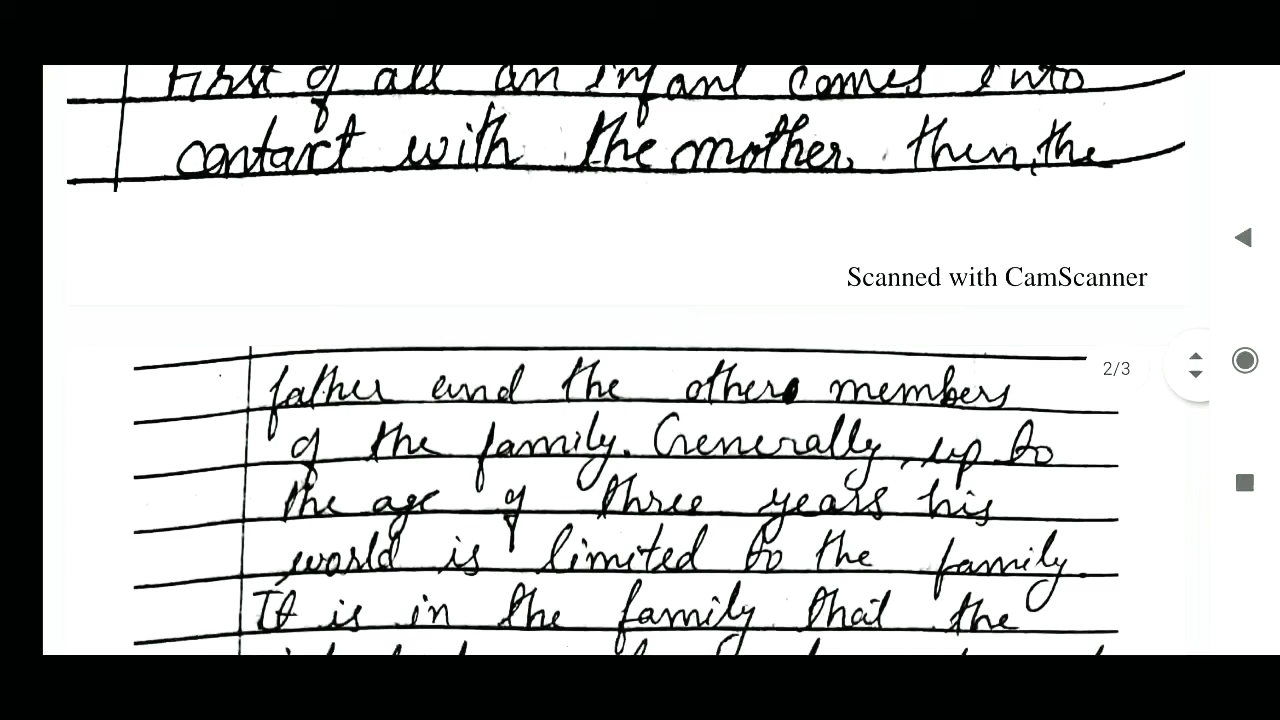 First of all an infant comes into
contact with the mother, then, the
Scanned with CamScanner
2/3
father and the others members
of the family. Generally, up to
the age of three years his
world is limited to the family.
It is in the family that the